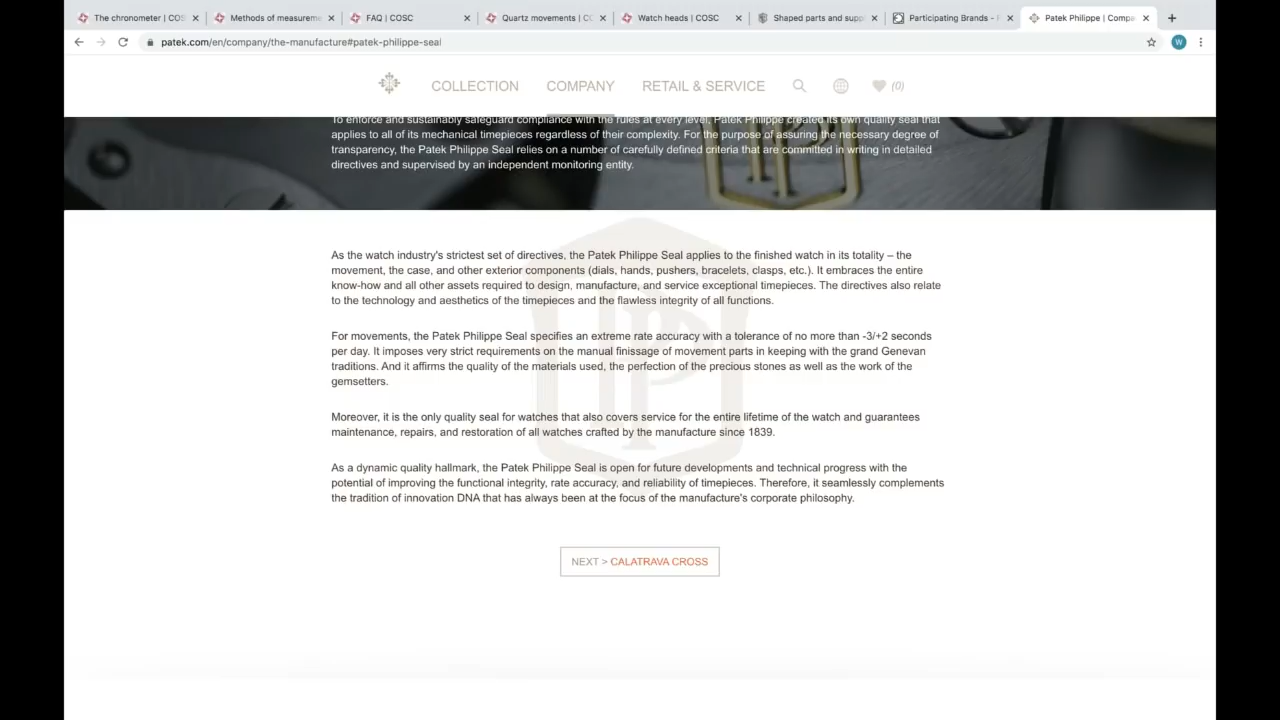 The chronometer | COS
Methods of measureme
FAQ | COSC
Quartz movements | CO
Watch heads | COSC
Shaped parts and supp
Participating Brands -
Patek Philippe | Compa
patek.com/en/company/the-manufacture#patek-philippe-seal
W
COLLECTION
COMPANY
RETAIL & SERVICE
(0)
To enforce and sustainably safeguard compliance with the rules at every level, Patek Philippe created its own quality seal that
applies to all of its mechanical timepieces regardless of their complexity. For the purpose of assuring the necessary degree of
transparency, the Patek Philippe Seal relies on a number of carefully defined criteria that are committed in writing in detailed
directives and supervised by an independent monitoring entity.
As the watch industry's strictest set of directives, the Patek Philippe Seal applies to the finished watch in its totality – the
movement, the case, and other exterior components (dials, hands, pushers, bracelets, clasps, etc.). It embraces the entire
know-how and all other assets required to design, manufacture, and service exceptional timepieces. The directives also relate
to the technology and aesthetics of the timepieces and the flawless integrity of all functions.
For movements, the Patek Philippe Seal specifies an extreme rate accuracy with a tolerance of no more than -3/+2 seconds
per day. It imposes very strict requirements on the manual finissage of movement parts in keeping with the grand Genevan
traditions. And it affirms the quality of the materials used, the perfection of the precious stones as well as the work of the
gemsetters.
Moreover, it is the only quality seal for watches that also covers service for the entire lifetime of the watch and guarantees
maintenance, repairs, and restoration of all watches crafted by the manufacture since 1839.
As a dynamic quality hallmark, the Patek Philippe Seal is open for future developments and technical progress with the
potential of improving the functional integrity, rate accuracy, and reliability of timepieces. Therefore, it seamlessly complements
the tradition of innovation DNA that has always been at the focus of the manufacture's corporate philosophy.
NEXT > CALATRAVA CROSS